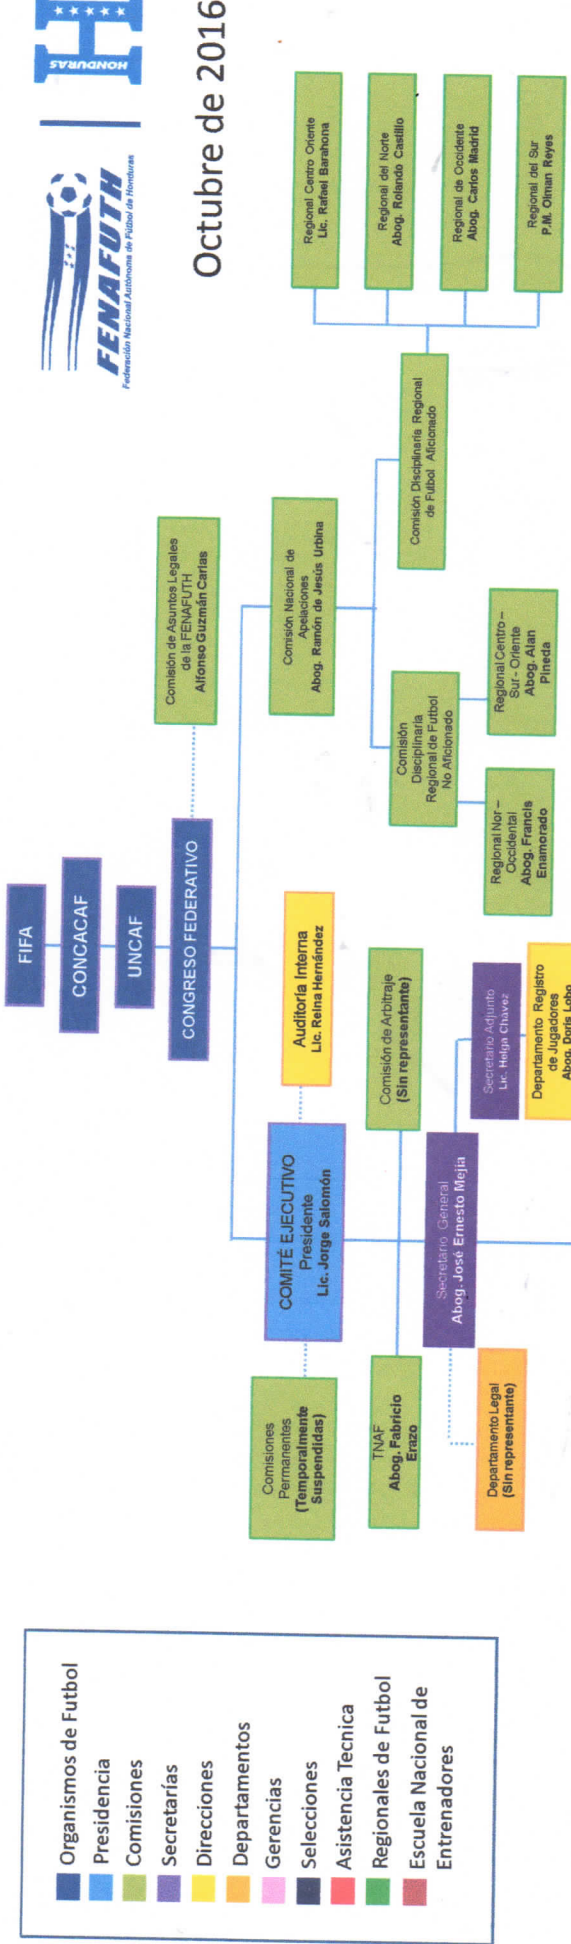 Organismos de Futbol
Presidencia
Comisiones
Secretarías
Direcciones
Departamentos
Gerencias
Selecciones
Asistencia Tecnica
Regionales de Futbol
Escuela Nacional de
Entrenadores
FENAFUTH
Federación Nacional Autónoma de Fútbol de Honduras
H
HONDURAS
Octubre de 2016
FIFA
CONCACAF
UNCAF
CONGRESO FEDERATIVO
Comisión de Asuntos Legales
de la FENAFUTH
Alfonso Guzmán Carías
Comisiones
Permanentes
(Temporalmente
Suspendidas)
COMITÉ EJECUTIVO
Presidente
Lic. Jorge Salomón
Auditoría Interna
Lic. Reina Hernández
Comisión Nacional de
Apelaciones
Abog. Ramón de Jesús Urbina
TNAF
Abog. Fabricio
Erazo
Comisión de Arbitraje
(Sin representante)
Comisión
Disciplinaria
Regional de Futbol
No Aficionado
Comisión Disciplinaria Regional
de Futbol Aficionado
Regional Centro Oriente
Lic. Rafael Barahona
Regional del Norte
Abog. Rolando Castillo
Regional de Occidente
Abog. Carlos Madrid
Regional del Sur
P.M. Olman Reyes
Secretario General
Abog. José Ernesto Mejía
Secretario Adjunto
Lic. Helga Chávez
Departamento Legal
(Sin representante)
Regional Nor –
Occidental
Abog. Francis
Enamorado
Regional Centro –
Sur - Oriente
Abog. Alan
Pineda
Departamento Registro
de Jugadores
Abog. Doris Lobo